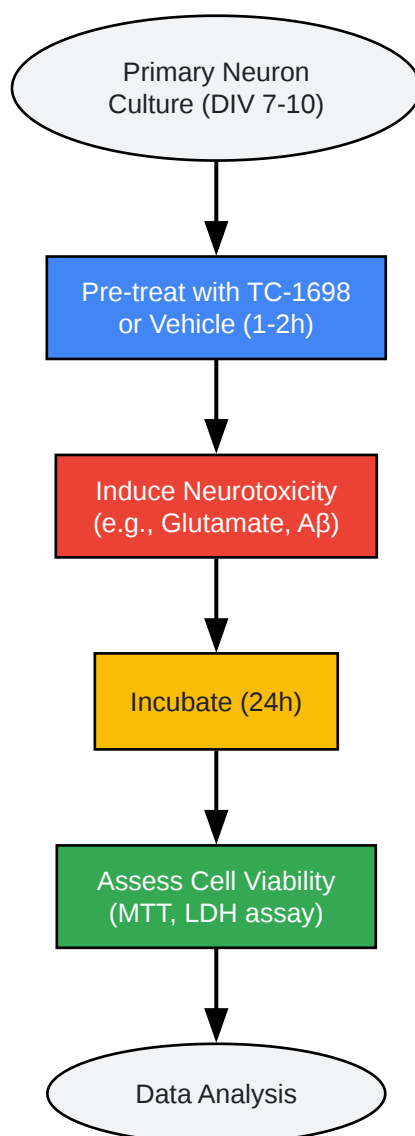 Primary Neuron
Culture (DIV 7-10)
Pre-treat with TC-1698
or Vehicle (1-2h)
Induce Neurotoxicity
(e.g., Glutamate, Aβ)
Incubate (24h)
Assess Cell Viability
(MTT, LDH assay)
Data Analysis